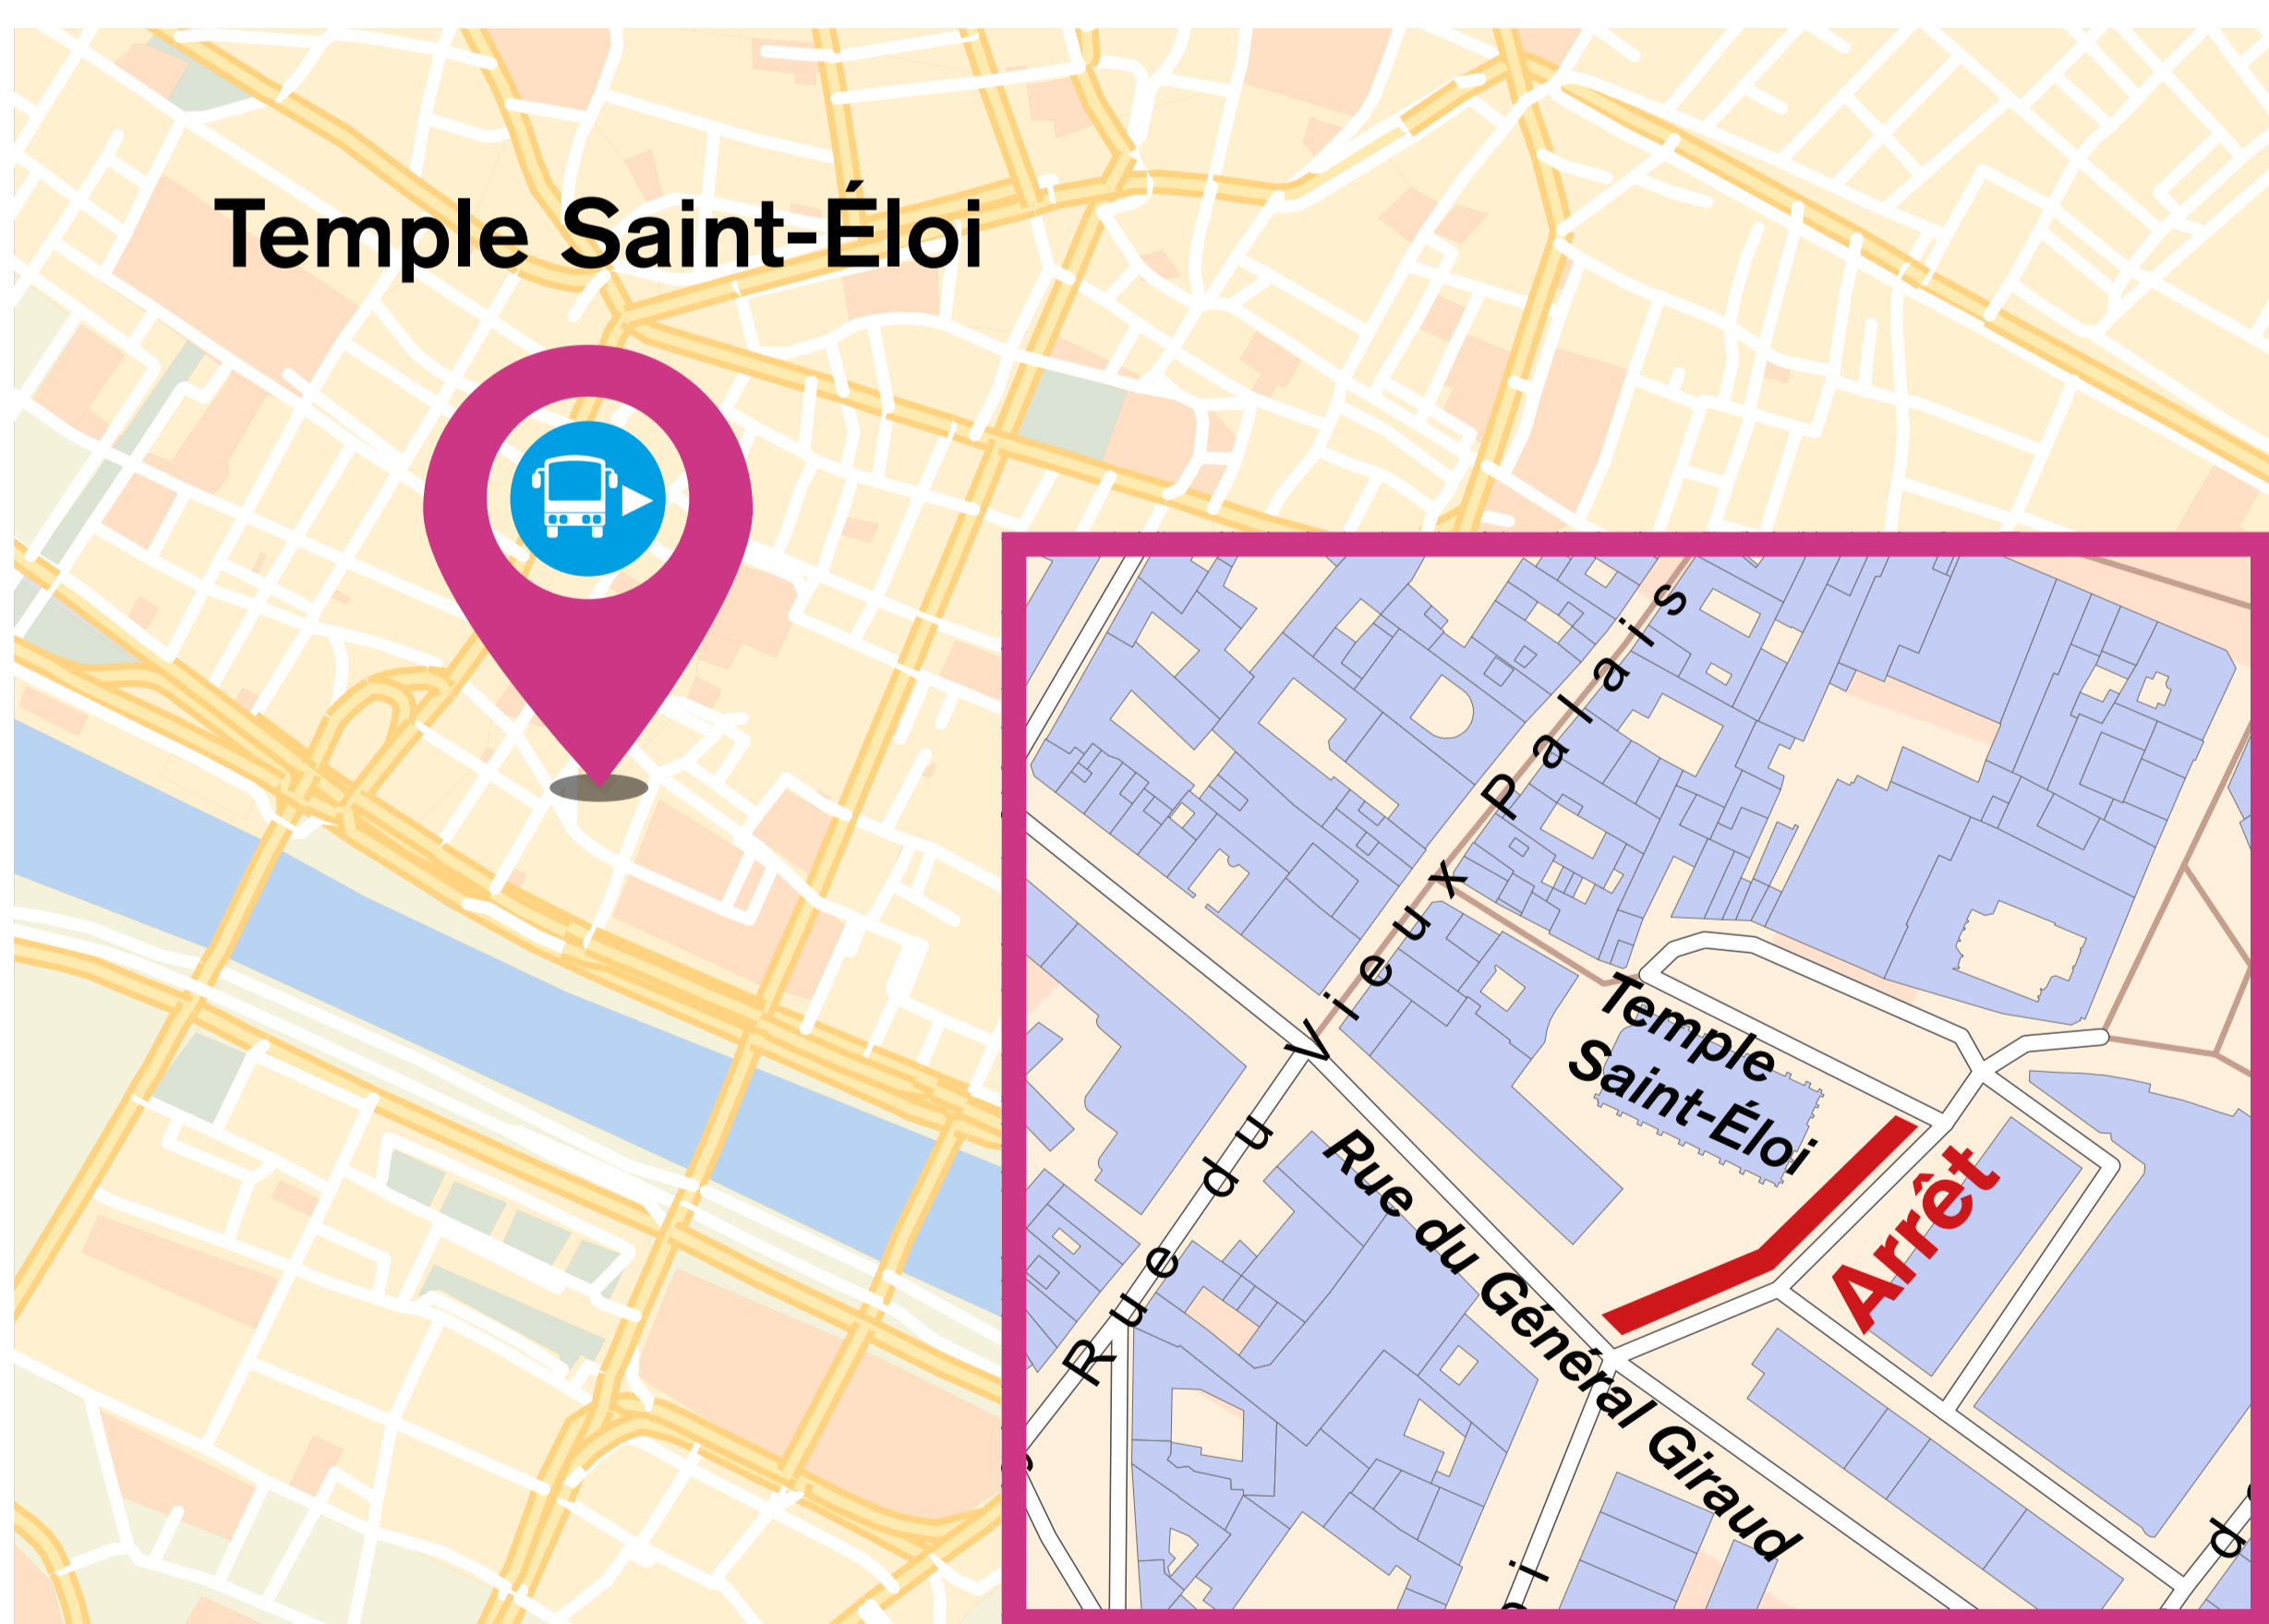 Temple Saint-Éloi
Rue du Vieux Palais
Temple
Saint-Éloi
Arrêt
Rue du Général Giraud